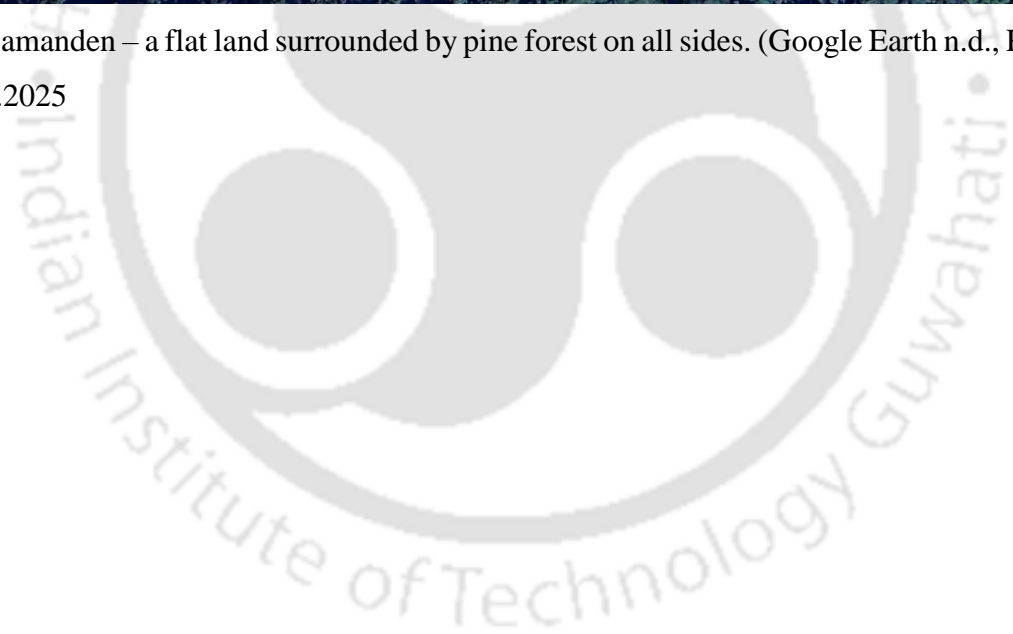 amanden – a flat land surrounded by pine forest on all sides. (Google Earth n.d.,
.2025
Indian Institute of Technology Guwahati